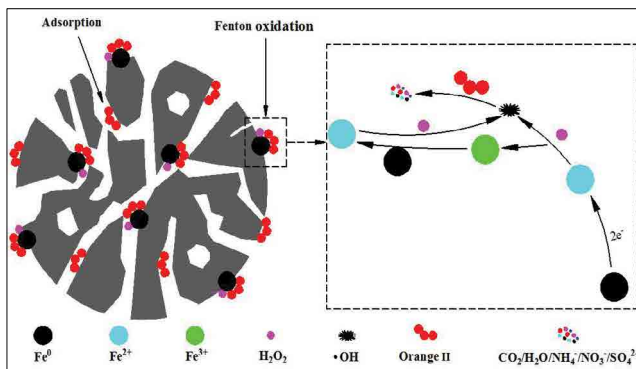 Adsorption
Fenton oxidation
2e⁻
Fe⁰
Fe²⁺
Fe³⁺
H₂O₂
•OH
Orange II
CO₂/H₂O/NH₄⁻/NO₃⁻/SO₄²